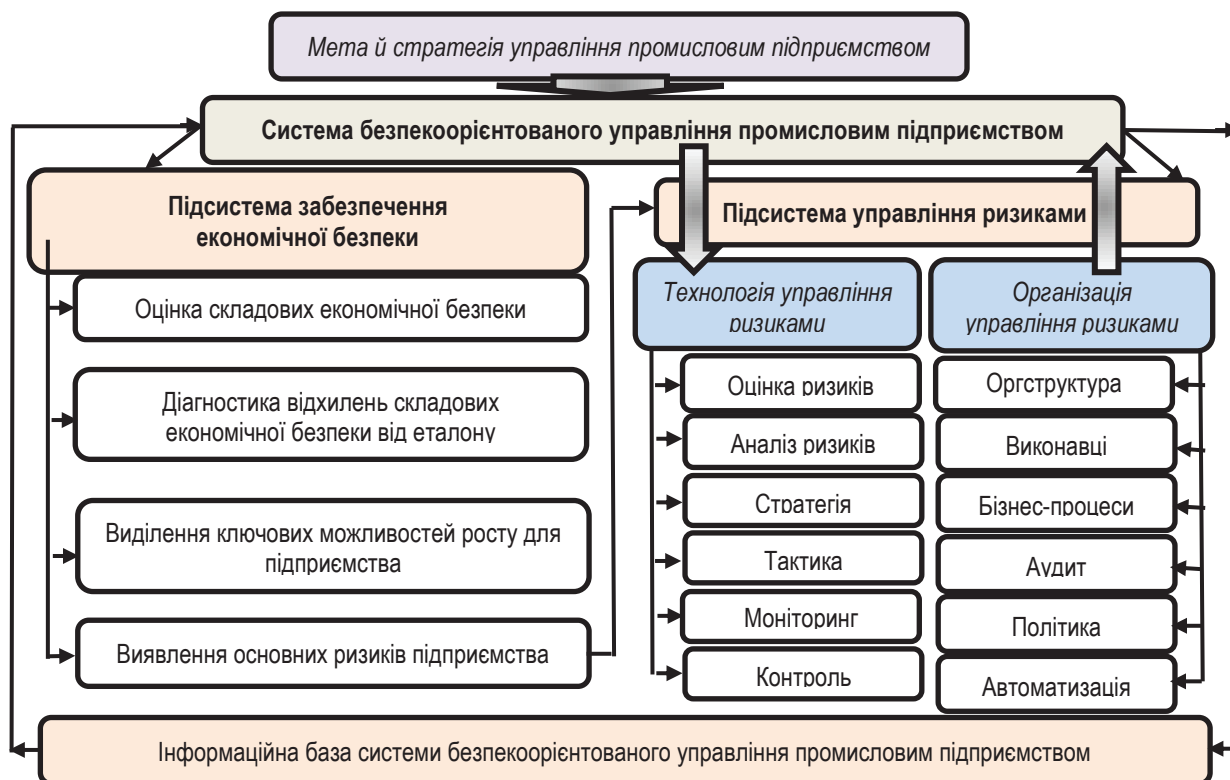 Мета й стратегія управління промисловим підприємством
Система безпекоорієнтованого управління промисловим підприємством
Підсистема забезпечення
економічної безпеки
Оцінка складових економічної безпеки
Діагностика відхилень складових
економічної безпеки від еталону
Виділення ключових можливостей росту для
підприємства
Виявлення основних ризиків підприємства
Підсистема управління ризиками
Технологія управління
ризиками
Оцінка ризиків
Аналіз ризиків
Стратегія
Тактика
Моніторинг
Контроль
Організація
управління ризиками
Оргструктура
Виконавці
Бізнес-процеси
Аудит
Політика
Автоматизація
Інформаційна база системи безпекоорієнтованого управління промисловим підприємством